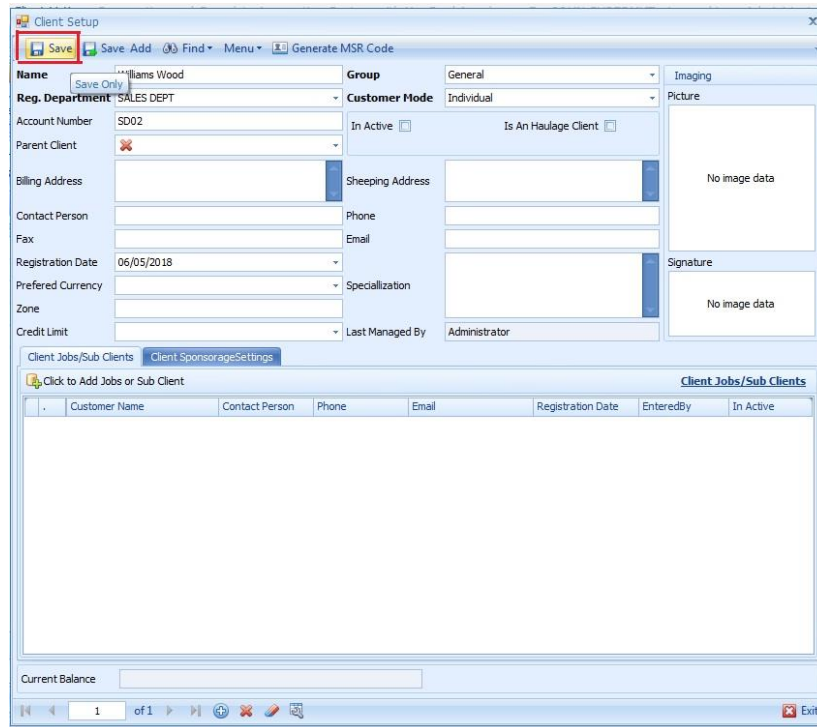 Client Setup
Save Save Add Find Menu Generate MSR Code
Save Only
Name Williams Wood Group General Imaging
Reg. Department SALES DEPT Customer Mode Individual Picture
Account Number SD02 In Active Is An Haulage Client
Parent Client
Billing Address Sheeping Address No image data
Contact Person Phone
Fax Email
Registration Date 06/05/2018 Signature
Prefered Currency Speciallization
Zone No image data
Credit Limit Last Managed By Administrator
Client Jobs/Sub Clients Client SponsorageSettings
Click to Add Jobs or Sub Client Client Jobs/Sub Clients
. Customer Name Contact Person Phone Email Registration Date EnteredBy In Active
Current Balance
1 of 1 Exit